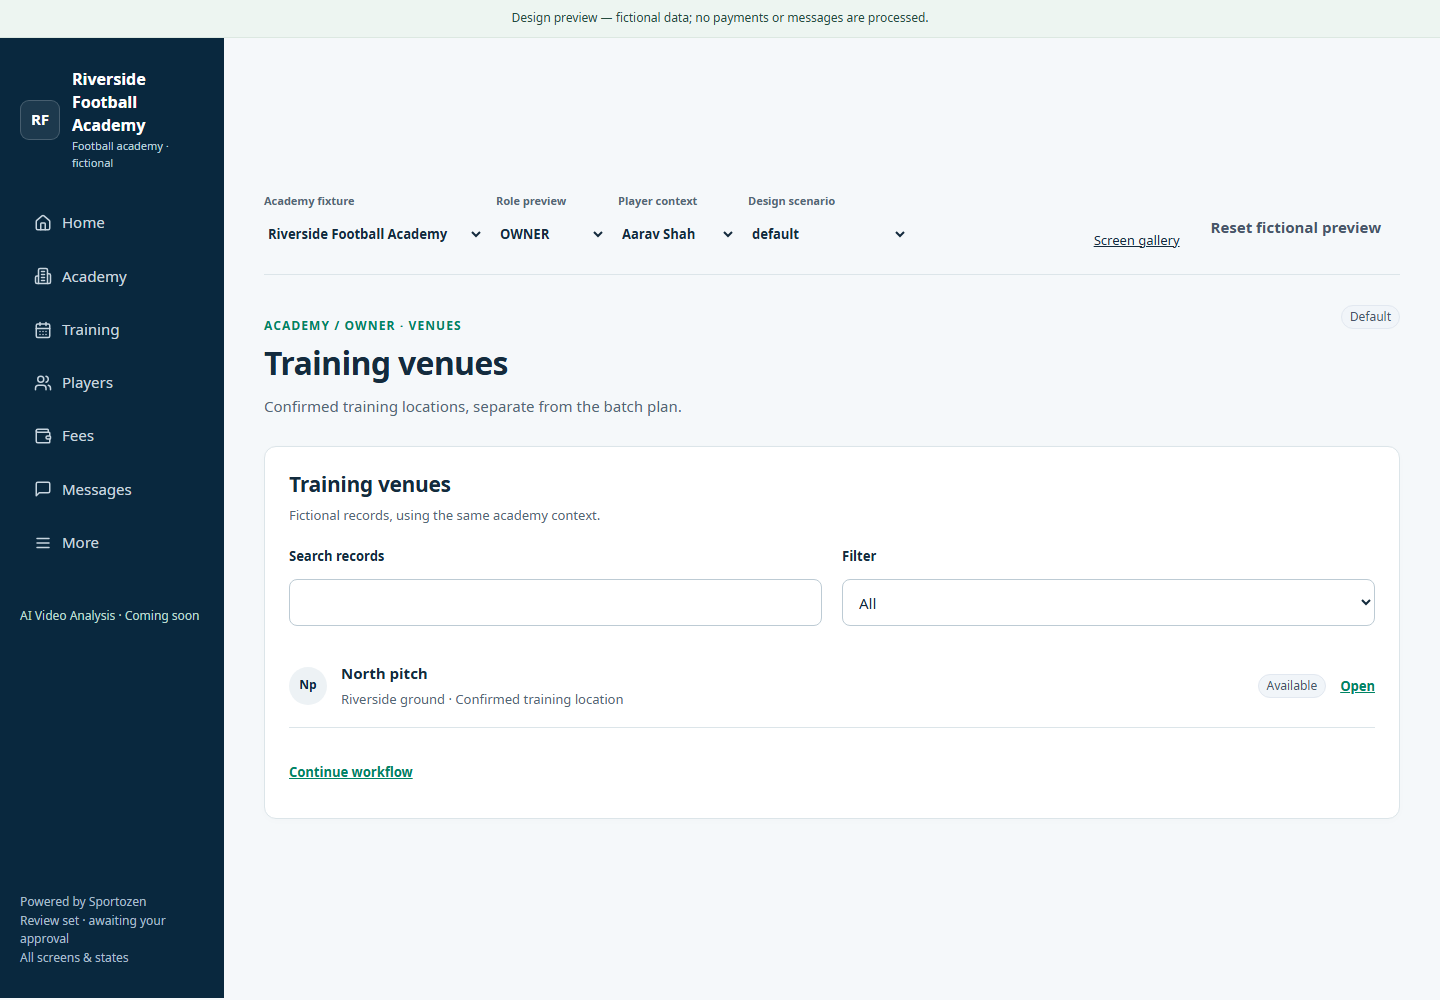 Design preview — fictional data; no payments or messages are processed.
RF
Riverside
Football
Academy
Football academy ·
fictional
Home
Academy
Training
Players
Fees
Messages
More
AI Video Analysis · Coming soon
Powered by Sportozen
Review set · awaiting your
approval
All screens & states
Academy fixture
Role preview
Player context
Design scenario
Riverside Football Academy
OWNER
Aarav Shah
default
Screen gallery
Reset fictional preview
ACADEMY / OWNER · VENUES
Default
Training venues
Confirmed training locations, separate from the batch plan.
Training venues
Fictional records, using the same academy context.
Search records
Filter
All
Np
North pitch
Riverside ground · Confirmed training location
Available
Open
Continue workflow